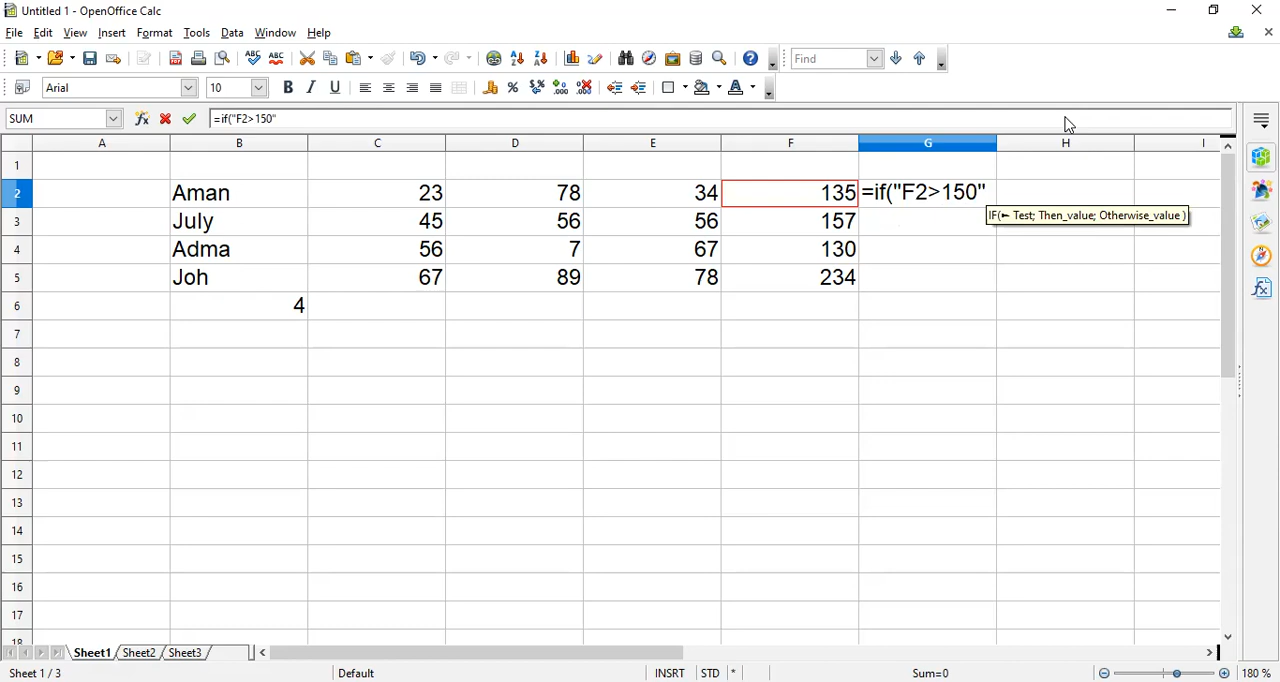 Untitled 1 - OpenOffice Calc
File Edit View Insert Format Tools Data Window Help
Find
Arial 10
SUM =if("F2>150"
A B C D E F G H I
1
2 Aman 23 78 34 135 =if("F2>150"
IF(← Test; Then_value; Otherwise_value )
3 July 45 56 56 157
4 Adma 56 7 67 130
5 Joh 67 89 78 234
6 4
7
8
9
10
11
12
13
14
15
16
17
18
Sheet1 Sheet2 Sheet3
Sheet 1 / 3 Default INSRT STD * Sum=0 180 %